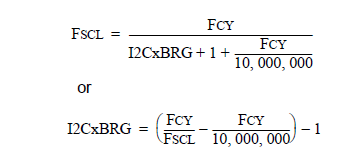 FSCL = FCY / (I2CxBRG + 1 + FCY / 10, 000, 000)
or
I2CxBRG = (FCY / FSCL – FCY / 10, 000, 000) – 1